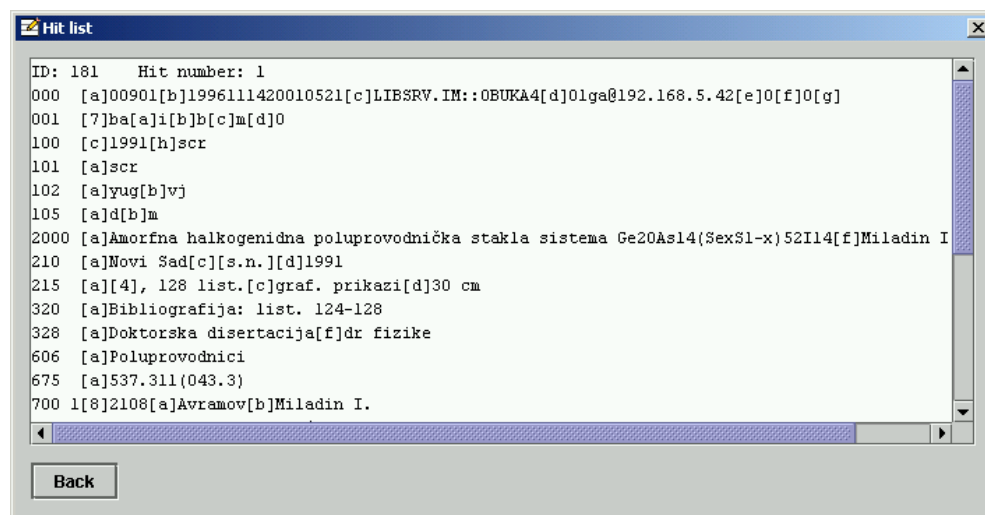 Hit list
ID: 181    Hit number: 1
000  [a]00901[b]1996111420010521[c]LIBSRV.IM::OBUKA4[d]Olga@192.168.5.42[e]0[f]0[g]
001  [7]ba[a]i[b]b[c]m[d]0
100  [c]1991[h]scr
101  [a]scr
102  [a]yug[b]vj
105  [a]d[b]m
2000 [a]Amorfna halkogenidna poluprovodnička stakla sistema Ge20As14(SexS1-x)52I14[f]Miladin I
210  [a]Novi Sad[c][s.n.][d]1991
215  [a][4], 128 list.[c]graf. prikazi[d]30 cm
320  [a]Bibliografija: list. 124-128
328  [a]Doktorska disertacija[f]dr fizike
606  [a]Poluprovodnici
675  [a]537.311(043.3)
700 1[8]2108[a]Avramov[b]Miladin I.
Back